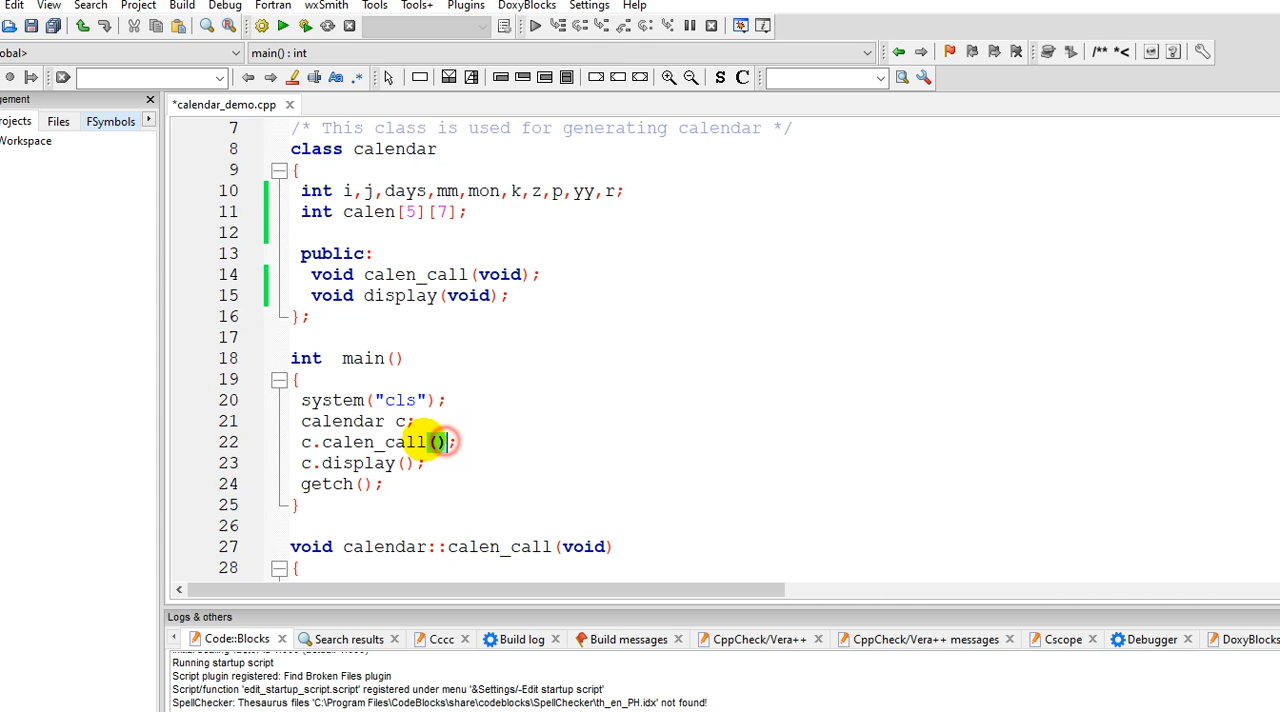 Edit View Search Project Build Debug Fortran wxSmith Tools Tools+ Plugins DoxyBlocks Settings Help
obal> main() : int
/** *<
S C
gement
*calendar_demo.cpp
rojects Files FSymbols
Workspace
7 /* This class is used for generating calendar */
8 class calendar
9 {
10 int i,j,days,mm,mon,k,z,p,yy,r;
11 int calen[5][7];
12
13 public:
14 void calen_call(void);
15 void display(void);
16 };
17
18 int main()
19 {
20 system("cls");
21 calendar c;
22 c.calen_call();
23 c.display();
24 getch();
25 }
26
27 void calendar::calen_call(void)
28 {
Logs & others
Code::Blocks Search results Cccc Build log Build messages CppCheck/Vera++ CppCheck/Vera++ messages Cscope Debugger DoxyBlocks
Running startup script
Script plugin registered: Find Broken Files plugin
Script/function 'edit_startup_script.script' registered under menu '&Settings/-Edit startup script'
SpellChecker: Thesaurus files 'C:\Program Files\CodeBlocks\share\codeblocks\SpellChecker\th_en_PH.idx' not found!